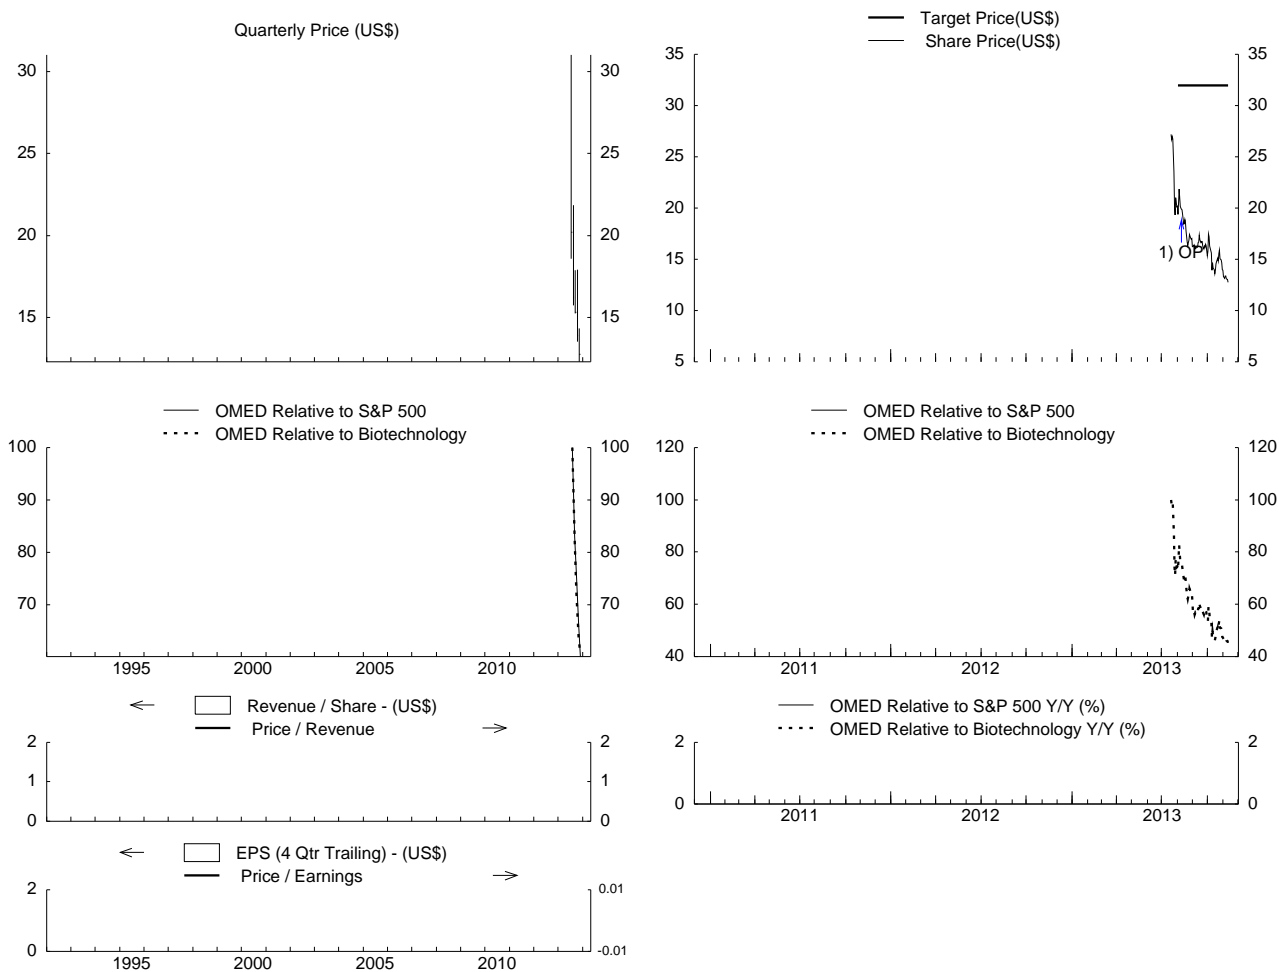 Quarterly Price (US$)
30 30
25 25
20 20
15 15
Target Price(US$)
Share Price(US$)
35 35
30 30
25 25
20 20
15 15
10 10
5 5
1) OP
OMED Relative to S&P 500
OMED Relative to Biotechnology
100 100
90 90
80 80
70 70
1995 2000 2005 2010
OMED Relative to S&P 500
OMED Relative to Biotechnology
120 120
100 100
80 80
60 60
40 40
2011 2012 2013
Revenue / Share - (US$)
Price / Revenue
2 2
1 1
0 0
OMED Relative to S&P 500 Y/Y (%)
OMED Relative to Biotechnology Y/Y (%)
2 2
0 0
2011 2012 2013
EPS (4 Qtr Trailing) - (US$)
Price / Earnings
2 0.01
0 -0.01
1995 2000 2005 2010